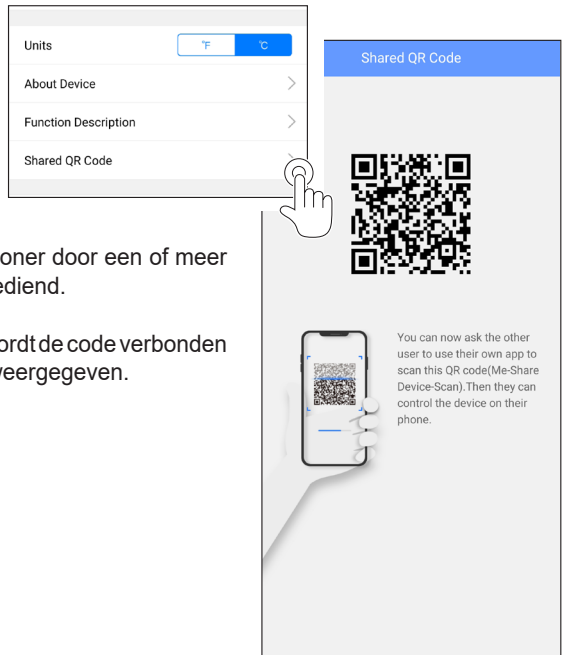 Units °F °C
About Device
Function Description
Shared QR Code
Shared QR Code
oner door een of meer
ediend.
ordt de code verbonden
veergegeven.
You can now ask the other
user to use their own app to
scan this QR code(Me-Share
Device-Scan).Then they can
control the device on their
phone.